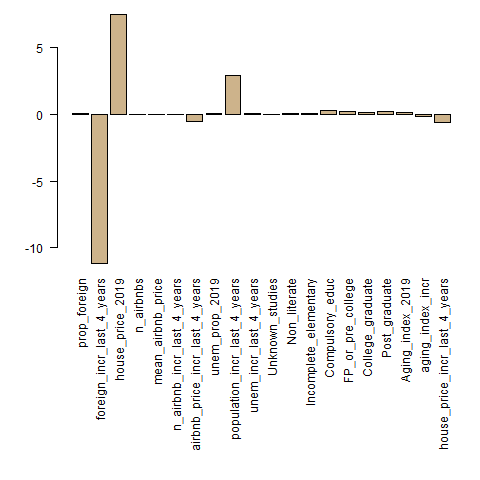 5
0
-5
-10
prop_foreign
foreign_incr_last_4_years
house_price_2019
n_airbnbs
mean_airbnb_price
n_airbnb_incr_last_4_years
airbnb_price_incr_last_4_years
unem_prop_2019
population_incr_last_4_years
unem_incr_last_4_years
Unknown_studies
Non_literate
Incomplete_elementary
Compulsory_educ
FP_or_pre_college
College_graduate
Post_graduate
Aging_index_2019
aging_index_incr
house_price_incr_last_4_years